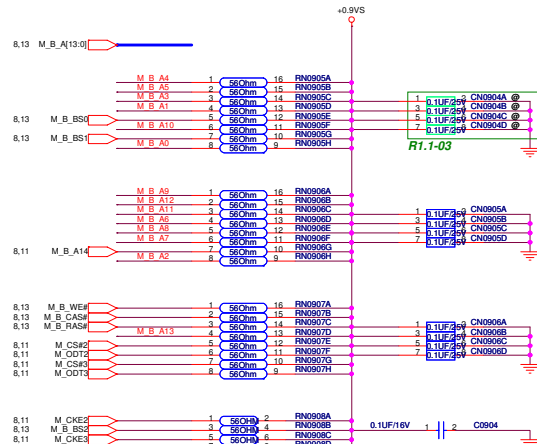 +0.9VS
8,13 M_B_A[13:0]
M_B_A4 1 56Ohm 16 RN0905A
M_B_A5 2 56Ohm 15 RN0905B
M_B_A3 3 56Ohm 14 RN0905C 1 0.1UF/25V 2 CN0904A @
M_B_A1 4 56Ohm 13 RN0905D 3 0.1UF/25V CN0904B @
8,13 M_B_BS0 5 56Ohm 12 RN0905E 5 0.1UF/25V CN0904C @
M_B_A10 6 56Ohm 11 RN0905F 7 0.1UF/25V CN0904D @
8,13 M_B_BS1 7 56Ohm 10 RN0905G
M_B_A0 8 56Ohm 9 RN0905H
R1.1-03
M_B_A9 1 56Ohm 16 RN0906A
M_B_A12 2 56Ohm 15 RN0906B
M_B_A11 3 56Ohm 14 RN0906C 1 0.1UF/25V CN0905A
M_B_A6 4 56Ohm 13 RN0906D 3 0.1UF/25V CN0905B
M_B_A8 5 56Ohm 12 RN0906E 5 0.1UF/25V CN0905C
M_B_A7 6 56Ohm 11 RN0906F 7 0.1UF/25V CN0905D
8,11 M_B_A14 7 56Ohm 10 RN0906G
M_B_A2 8 56Ohm 9 RN0906H
8,13 M_B_WE# 1 56Ohm 16 RN0907A
8,13 M_B_CAS# 2 56Ohm 15 RN0907B
8,13 M_B_RAS# 3 56Ohm 14 RN0907C 1 0.1UF/25V CN0906A
M_B_A13 4 56Ohm 13 RN0907D 3 0.1UF/25V CN0906B
8,11 M_CS#2 5 56Ohm 12 RN0907E 5 0.1UF/25V CN0906C
8,11 M_ODT2 6 56Ohm 11 RN0907F 7 0.1UF/25V CN0906D
8,11 M_CS#3 7 56Ohm 10 RN0907G
8,11 M_ODT3 8 56Ohm 9 RN0907H
8,11 M_CKE2 1 56OHM 2 RN0908A
8,13 M_B_BS2 3 56OHM 4 RN0908B 0.1UF/16V 1 2 C0904
8,11 M_CKE3 5 56OHM 6 RN0908C